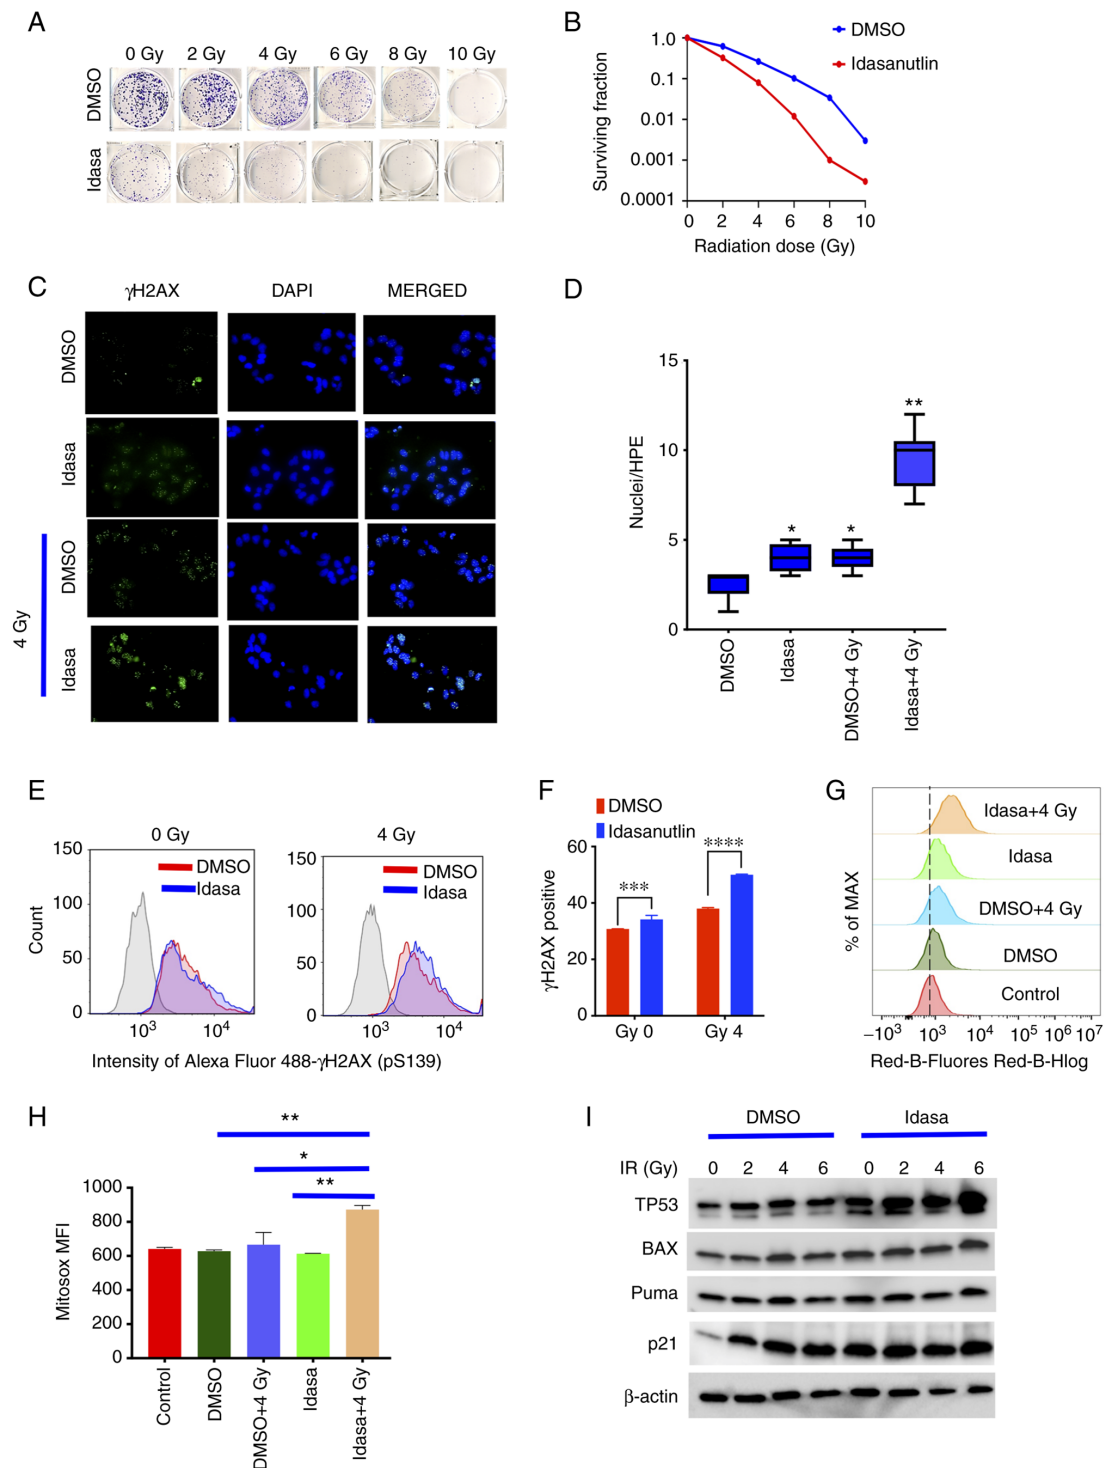 A
0 Gy 2 Gy 4 Gy 6 Gy 8 Gy 10 Gy
DMSO
Idasa
B
DMSO
Idasanutlin
Surviving fraction
1.0
0.1
0.01
0.001
0.0001
0 2 4 6 8 10
Radiation dose (Gy)
C
γH2AX DAPI MERGED
DMSO
Idasa
4 Gy
DMSO
Idasa
D
Nuclei/HPE
15
10
5
0
* * **
DMSO
Idasa
DMSO+4 Gy
Idasa+4 Gy
E
0 Gy
4 Gy
Count
150
100
50
0
DMSO
Idasa
10³ 10⁴
150
100
50
0
DMSO
Idasa
10³ 10⁴
Intensity of Alexa Fluor 488-γH2AX (pS139)
F
DMSO
Idasanutlin
γH2AX positive
60
40
20
0
***
****
Gy 0 Gy 4
G
% of MAX
Idasa+4 Gy
Idasa
DMSO+4 Gy
DMSO
Control
−10³ 10³ 10⁴ 10⁵ 10⁶ 10⁷
Red-B-Fluores Red-B-Hlog
H
**
*
**
Mitosox MFI
1000
800
600
400
200
0
Control
DMSO
DMSO+4 Gy
Idasa
Idasa+4 Gy
I
DMSO Idasa
IR (Gy) 0 2 4 6 0 2 4 6
TP53
BAX
Puma
p21
β-actin